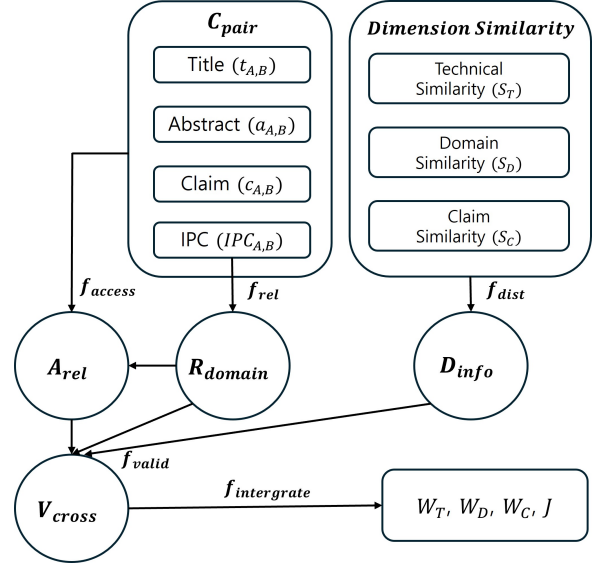 C_pair
Title (t_A,B)
Abstract (a_A,B)
Claim (c_A,B)
IPC (IPC_A,B)
Dimension Similarity
Technical
Similarity (S_T)
Domain
Similarity (S_D)
Claim
Similarity (S_C)
f_access
f_rel
f_dist
A_rel
R_domain
D_info
f_valid
V_cross
f_intergrate
W_T, W_D, W_C, J